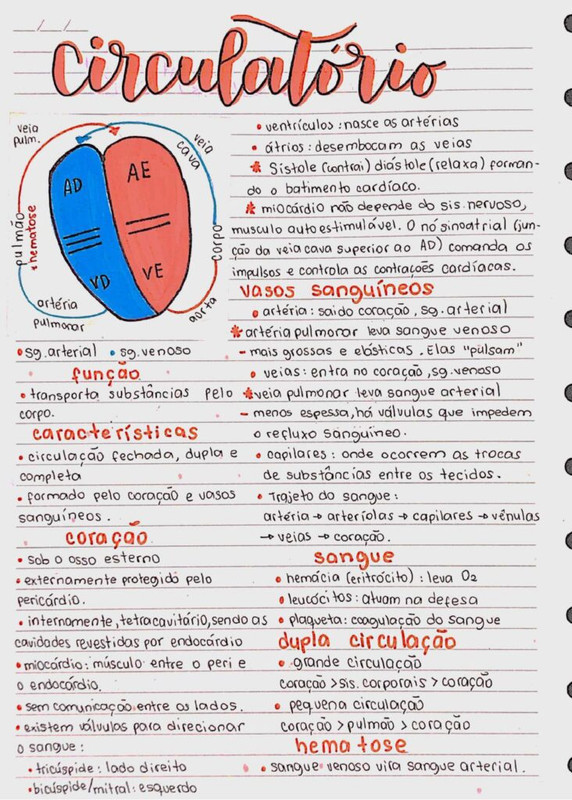 circulatório
veia
pulm.
veia
cava
AD
AE
VD
VE
pulmão
*hematose
corpo
artéria
pulmonar
aorta
• sg. arterial • sg. venoso
função
• transporta substâncias pelo
corpo.
características
• circulação fechada, dupla e
completa
• formado pelo coração e vasos
sanguíneos.
coração
• sob o osso esterno
• externamente protegido pelo
pericárdio.
• internamente, tetracavitário, sendo as
cavidades revestidas por endocárdio
• miocárdio: músculo entre o peri e
o endocárdio.
• sem comunicação entre os lados.
• existem válvulas para direcionar
o sangue:
• tricúspide: lado direito
• bicúspide/mitral: esquerdo
• ventrículos: nasce as artérias
• átrios: desembocam as veias
* Sístole (contrai) diástole (relaxa) forman-
do o batimento cardíaco.
* miocárdio não depende do sis. nervoso,
musculo auto estimulável. O nó sinoatrial (jun-
ção da veia cava superior ao AD) comanda os
impulsos e controla as contrações cardíacas.
vasos sanguíneos
• artéria: sai do coração, sg. arterial
* artéria pulmonar leva sangue venoso
- mais grossas e elásticas. Elas "pulsam"
• veias: entra no coração, sg. venoso
* veia pulmonar leva sangue arterial
- menos espessa, há válvulas que impedem
o refluxo sanguíneo.
• capilares: onde ocorrem as trocas
de substâncias entre os tecidos.
• Trajeto do sangue:
artéria → arteríolas → capilares → vênulas
→ veias → coração.
sangue
• hemácia (eritrócito): leva O2
• leucócitos: atuam na defesa
• plaqueta: coagulação do sangue
dupla circulação
• grande circulação
coração > sis. corporais > coração
• pequena circulação
coração > pulmão > coração
hematose
• sangue venoso vira sangue arterial.